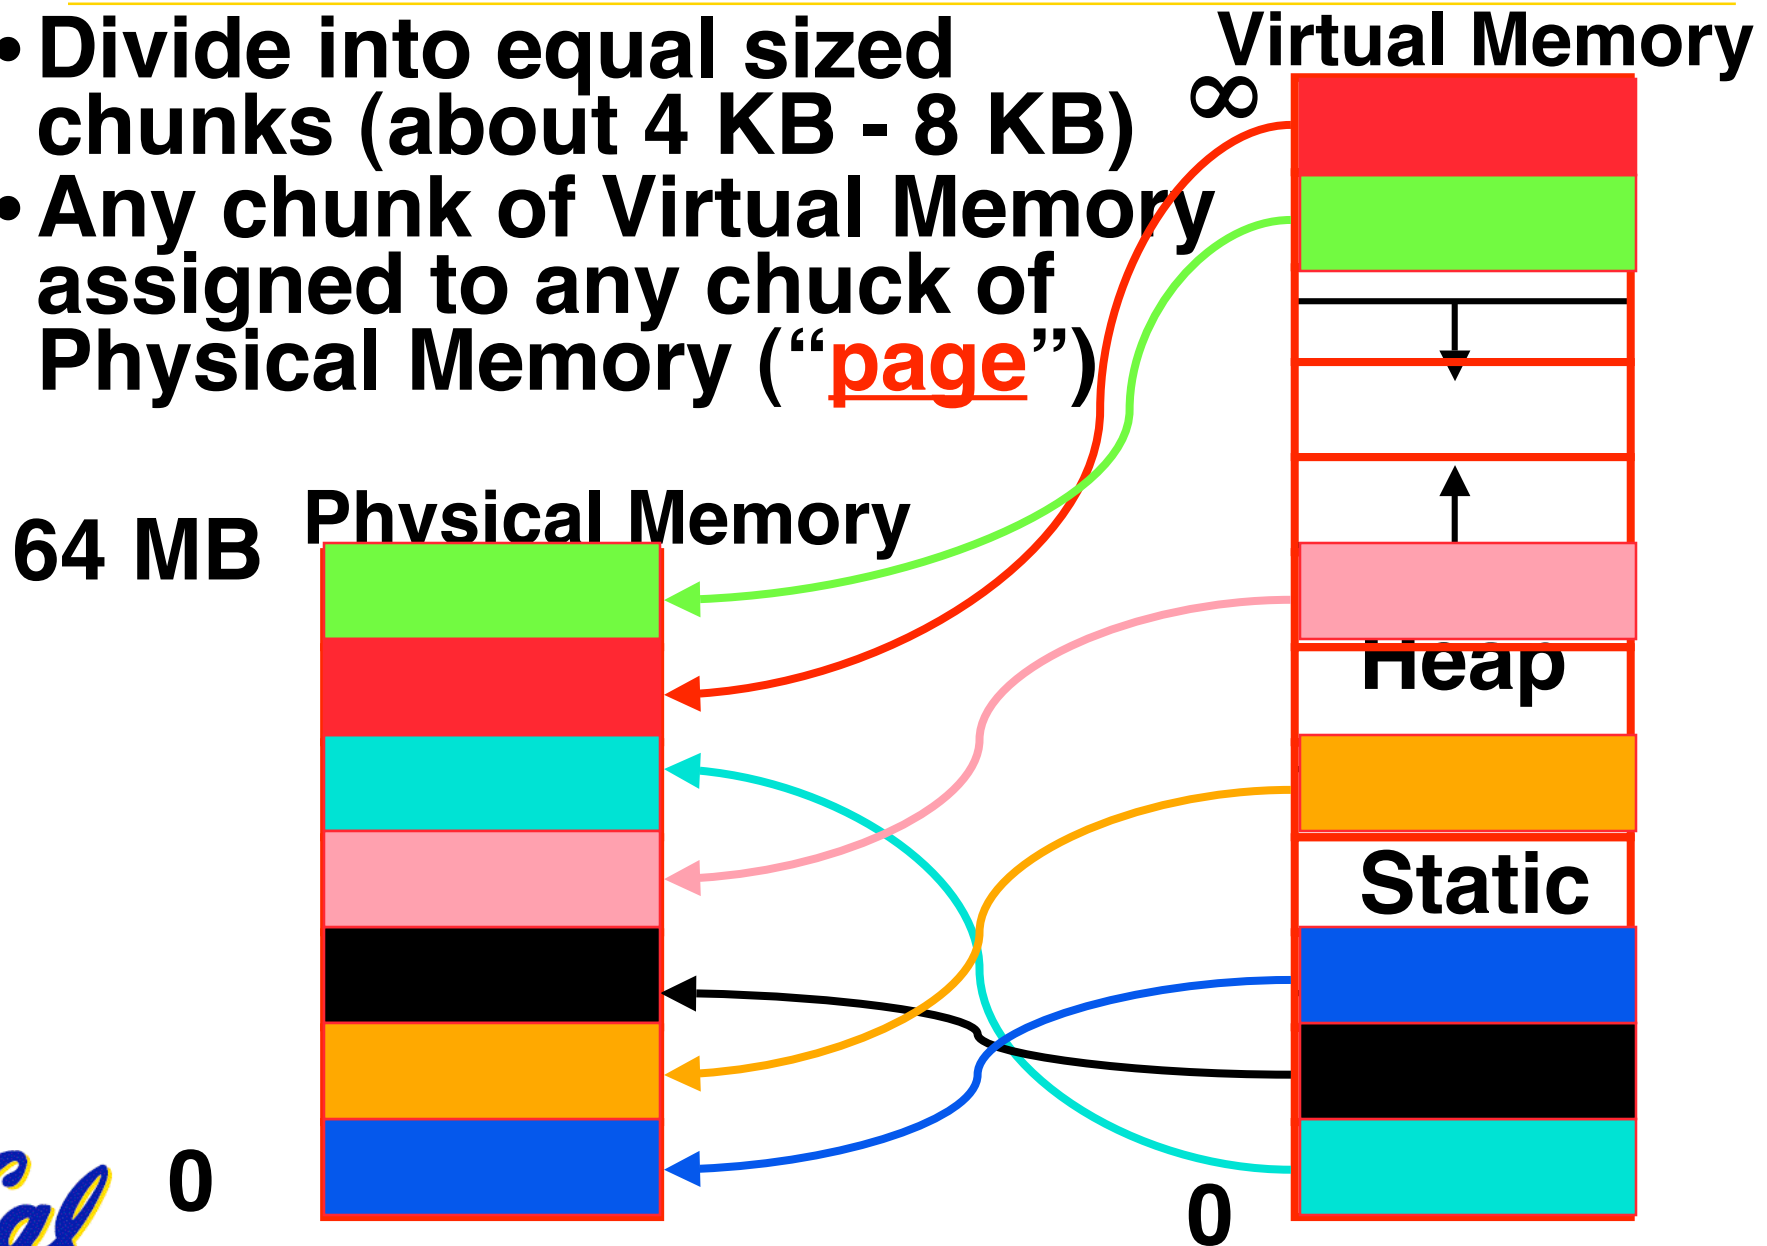 • Divide into equal sized
chunks (about 4 KB - 8 KB)
• Any chunk of Virtual Memory
assigned to any chuck of
Physical Memory (“page”)
Virtual Memory
∞
64 MB
Physical Memory
Heap
Static
0
0
Cal